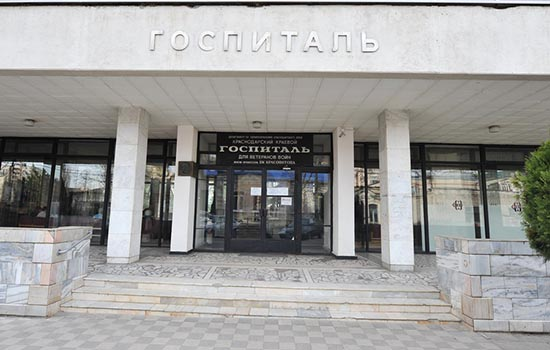 ГОСПИТАЛЬ
КРАСНОДАРСКИЙ КРАЕВОЙ
ГОСПИТАЛЬ
ДЛЯ ВЕТЕРАНОВ ВОЙН